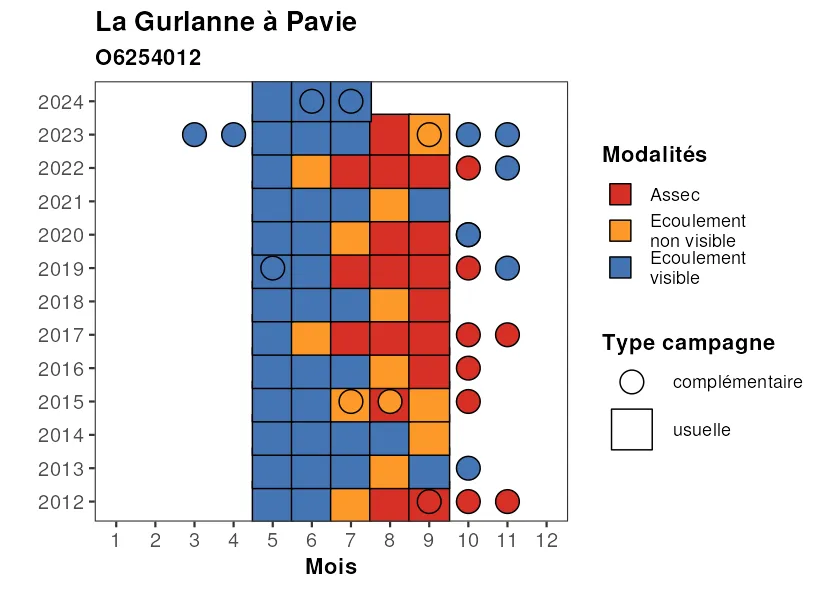 La Gurlanne à Pavie
O6254012
2024
2023
2022
2021
2020
2019
2018
2017
2016
2015
2014
2013
2012
1 2 3 4 5 6 7 8 9 10 11 12
Mois
Modalités
Assec
Ecoulement
non visible
Ecoulement
visible
Type campagne
complémentaire
usuelle